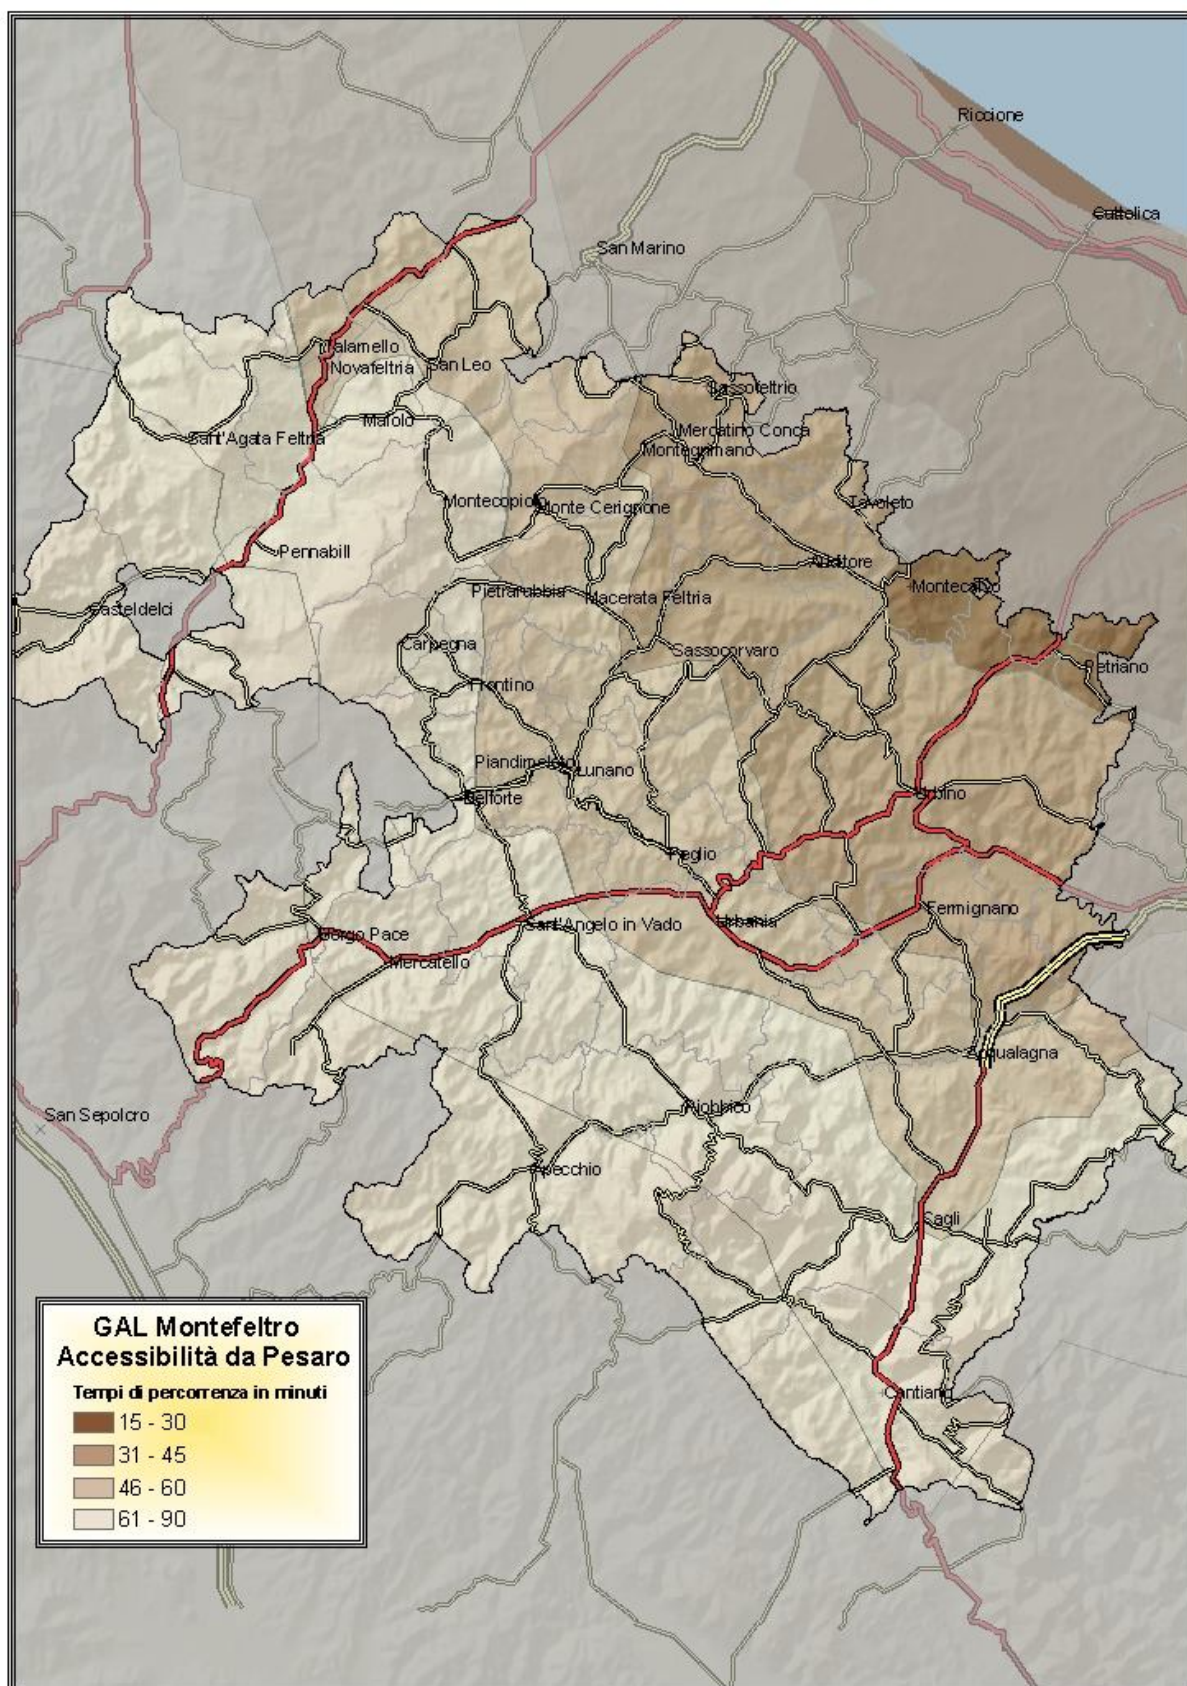 Riccione
Cattolica
San Marino
Talamello
Novafeltria
San Leo
Sassofeltrio
Maiolo
Mercatino Conca
Sant'Agata Feltria
Montegrimano
Montecopiolo
Monte Cerignone
Tavoleto
Pennabill
Auditore
Montecalvo
Casteldelci
Pietrarubbia
Macerata Feltria
Carpegna
Sassocorvaro
Petriano
Frontino
Piandimeleto
Lunano
Belforte
Urbino
Peglio
Fermignano
Sant'Angelo in Vado
Urbania
Borgo Pace
Mercatello
Acqualagna
San Sepolcro
Piobbico
Apecchio
Cagli
Cantiano
GAL Montefeltro
Accessibilità da Pesaro
Tempi di percorrenza in minuti
15 - 30
31 - 45
46 - 60
61 - 90